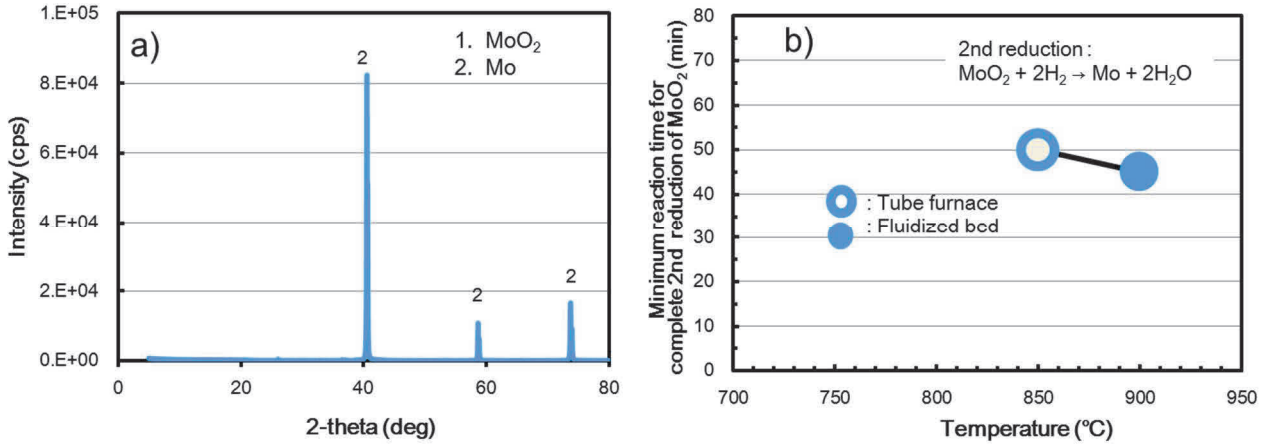 a)
1. MoO₂
2. Mo
2
2
2
1.E+05
8.E+04
6.E+04
4.E+04
2.E+04
0.E+00
Intensity (cps)
0 20 40 60 80
2-theta (deg)
b)
2nd reduction :
MoO₂ + 2H₂ → Mo + 2H₂O
: Tube furnace
: Fluidized bed
80
70
60
50
40
30
20
10
0
Minimum reaction time for
complete 2nd reduction of MoO₂ (min)
700 750 800 850 900 950
Temperature (°C)